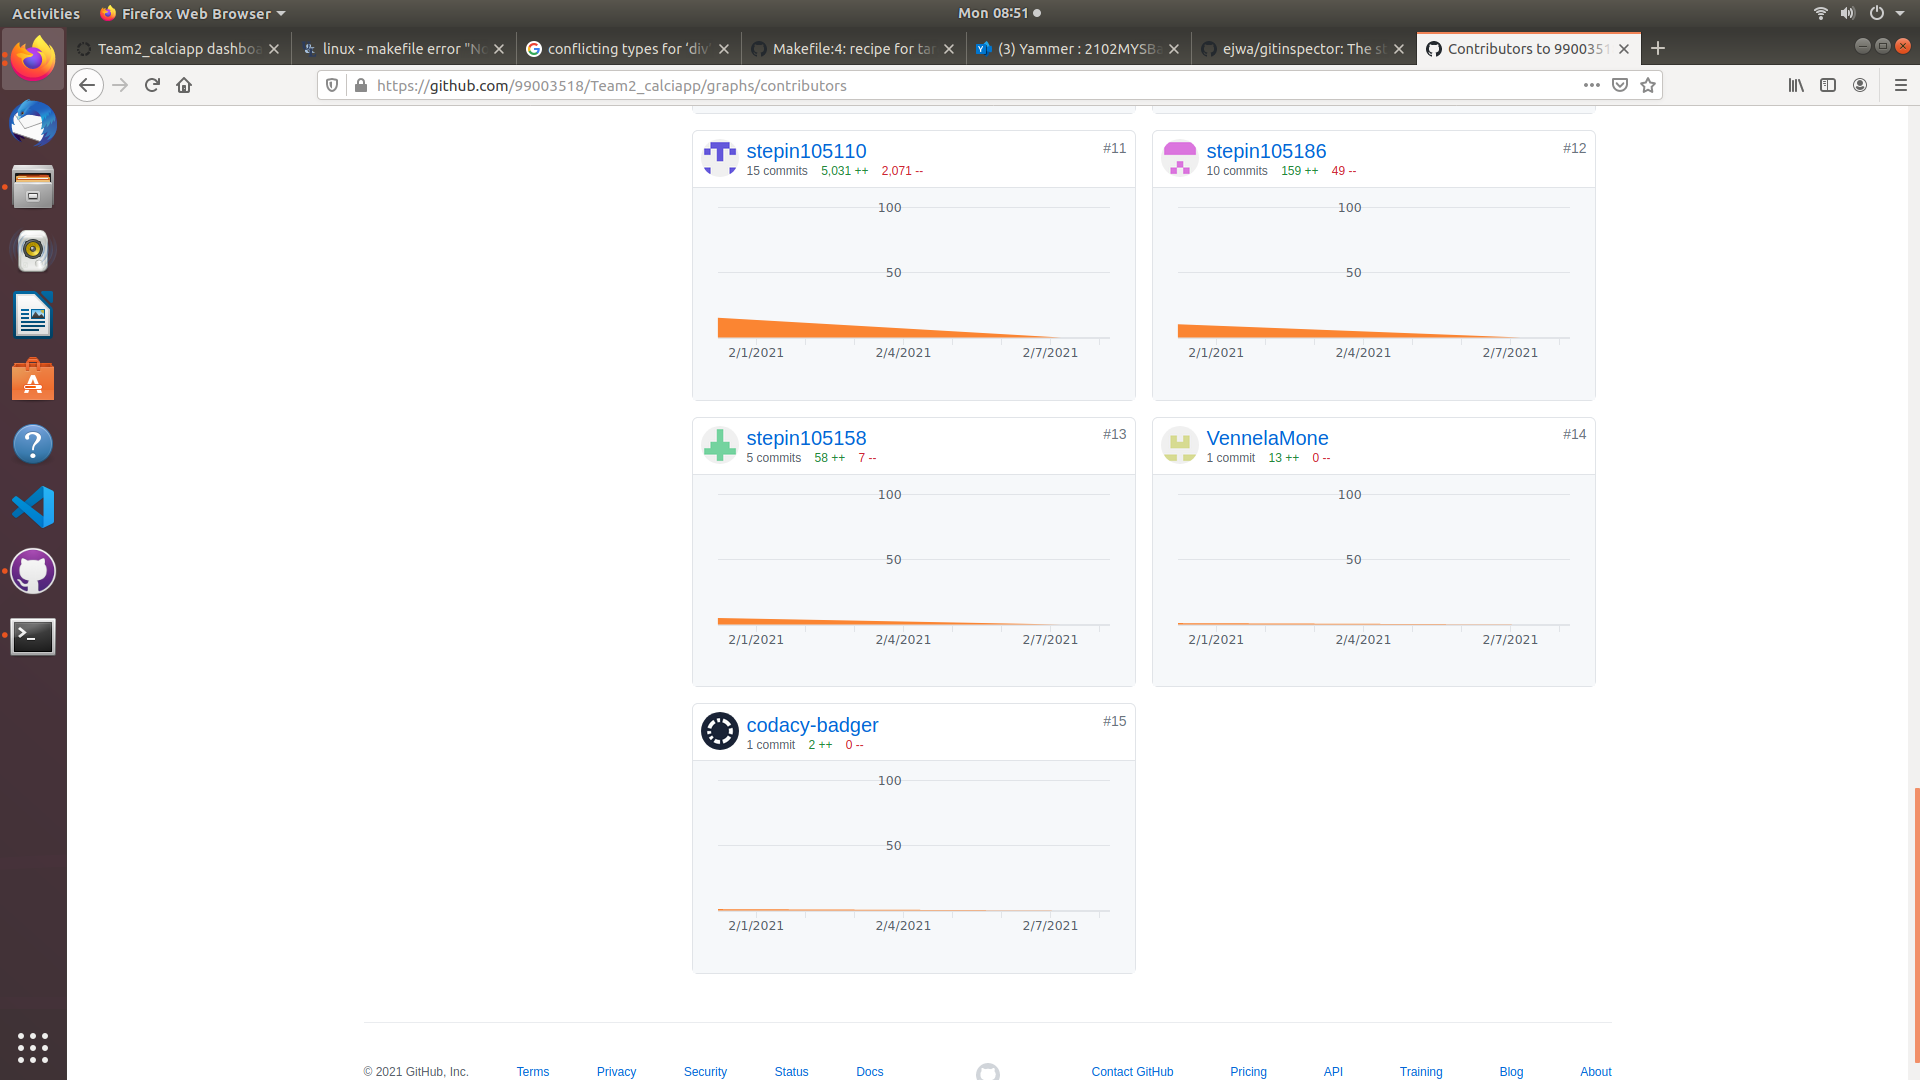 Activities Firefox Web Browser Mon 08:51
Team2_calciapp dashboa linux - makefile error "No conflicting types for ‘div’ Makefile:4: recipe for tar (3) Yammer : 2102MYSBa ejwa/gitinspector: The st Contributors to 9900351
https://github.com/99003518/Team2_calciapp/graphs/contributors
stepin105110 #11
15 commits 5,031 ++ 2,071 --
100
50
2/1/2021 2/4/2021 2/7/2021
stepin105186 #12
10 commits 159 ++ 49 --
100
50
2/1/2021 2/4/2021 2/7/2021
stepin105158 #13
5 commits 58 ++ 7 --
100
50
2/1/2021 2/4/2021 2/7/2021
VennelaMone #14
1 commit 13 ++ 0 --
100
50
2/1/2021 2/4/2021 2/7/2021
codacy-badger #15
1 commit 2 ++ 0 --
100
50
2/1/2021 2/4/2021 2/7/2021
© 2021 GitHub, Inc. Terms Privacy Security Status Docs Contact GitHub Pricing API Training Blog About